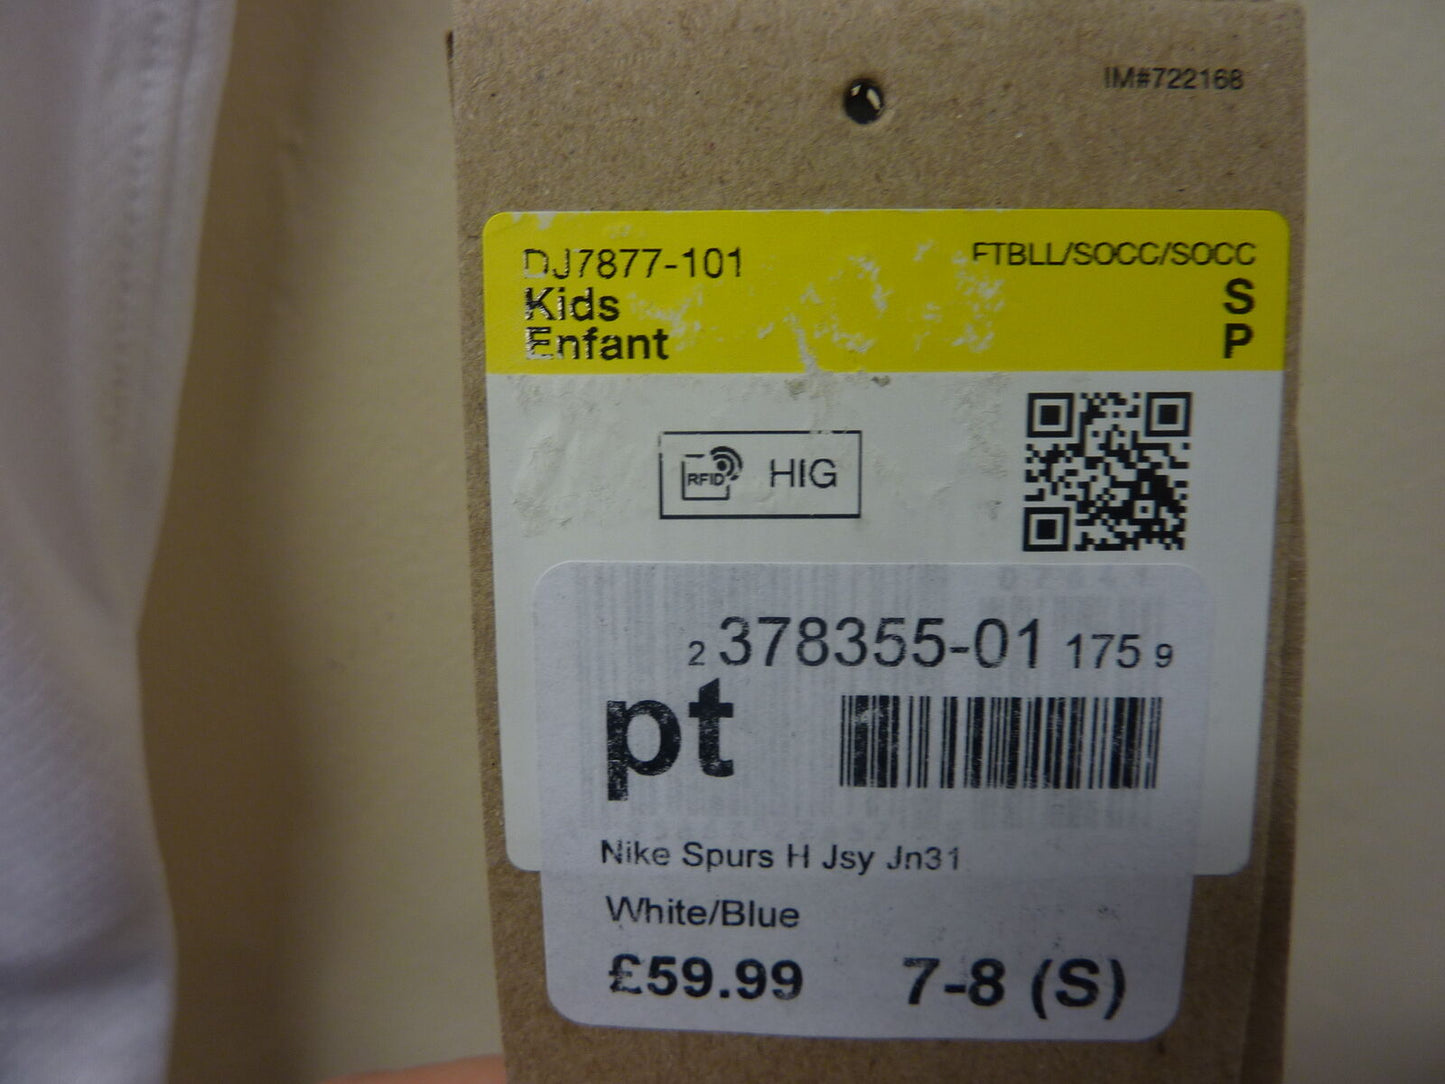 IM#722168
DJ7877-101 FTBLL/SOCC/SOCC
Kids S
Enfant P
RFID HIG
2 378355-01 175 9
pt
Nike Spurs H Jsy Jn31
White/Blue
£59.99 7-8 (S)